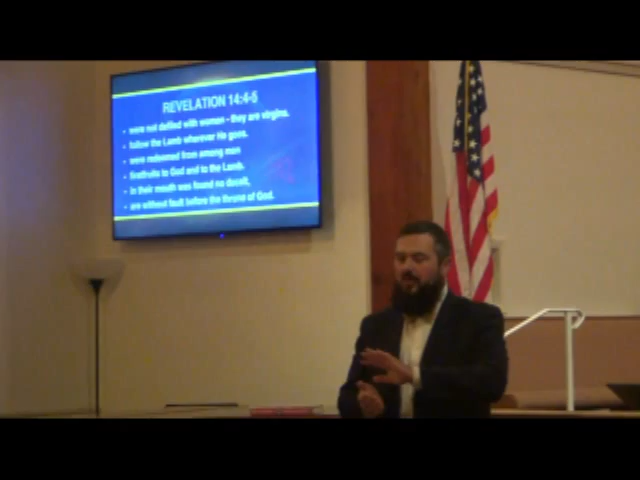 REVELATION 14:4-5
• were not defiled with women - they are virgins.
• follow the Lamb wherever He goes.
• were redeemed from among men
• firstfruits to God and to the Lamb.
• in their mouth was found no deceit,
• are without fault before the throne of God.